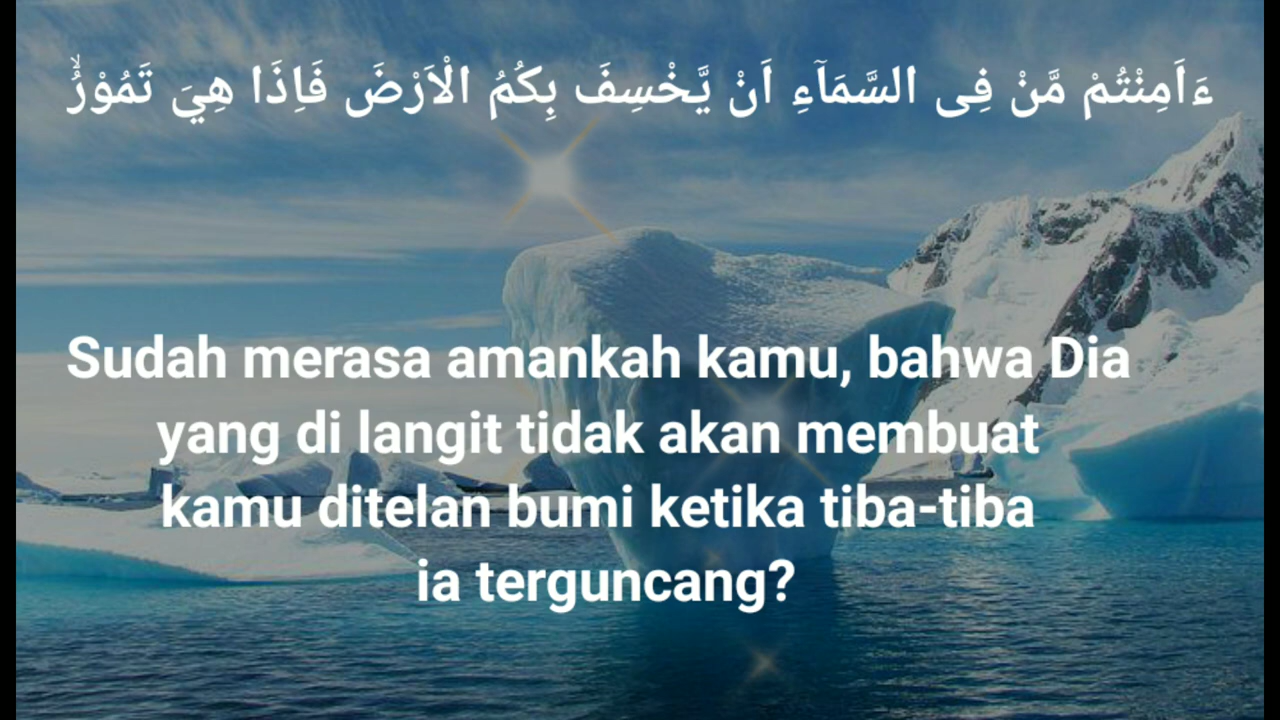 ءَاَمِنْتُمْ مَّنْ فِى السَّمَآءِ اَنْ يَّخْسِفَ بِكُمُ الْاَرْضَ فَاِذَا هِيَ تَمُوْرُۙ
Sudah merasa amankah kamu, bahwa Dia
yang di langit tidak akan membuat
kamu ditelan bumi ketika tiba-tiba
ia terguncang?